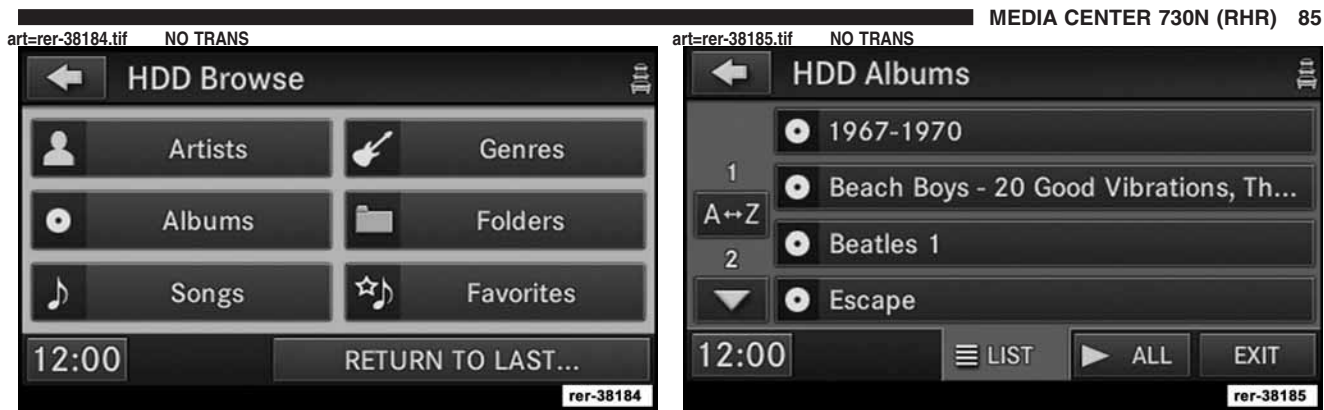 MEDIA CENTER 730N (RHR) 85
art=rer-38184.tif NO TRANS
HDD Browse
Artists Genres
Albums Folders
Songs Favorites
12:00 RETURN TO LAST...
rer-38184
art=rer-38185.tif NO TRANS
HDD Albums
1967-1970
1
Beach Boys - 20 Good Vibrations, Th...
A↔Z
Beatles 1
2
Escape
12:00 LIST ALL EXIT
rer-38185